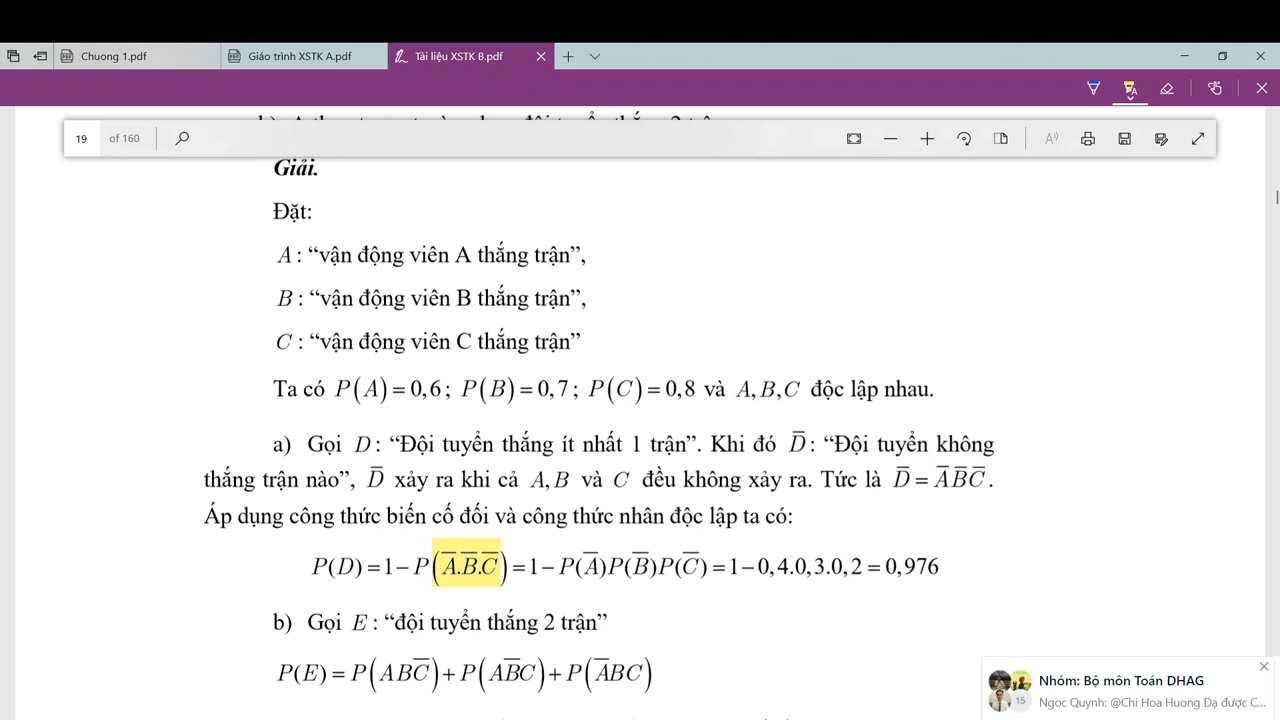 Chuong 1.pdf
Giáo trình XSTK A.pdf
Tài liệu XSTK B.pdf
19 of 160
Giải.
Đặt:
A : “vận động viên A thắng trận”,
B : “vận động viên B thắng trận”,
C : “vận động viên C thắng trận”
Ta có P(A) = 0,6 ; P(B) = 0,7 ; P(C) = 0,8 và A, B, C độc lập nhau.
a) Gọi D : “Đội tuyển thắng ít nhất 1 trận”. Khi đó D̅ : “Đội tuyển không
thắng trận nào”, D̅ xảy ra khi cả A, B và C đều không xảy ra. Tức là D̅ = A̅ B̅ C̅ .
Áp dụng công thức biến cố đối và công thức nhân độc lập ta có:
P(D) = 1 − P(A̅.B̅.C̅) = 1 − P(A̅)P(B̅)P(C̅) = 1 − 0,4.0,3.0,2 = 0,976
b) Gọi E : “đội tuyển thắng 2 trận”
P(E) = P(ABC̅) + P(AB̅C) + P(A̅BC)
Nhóm: Bộ môn Toán DHAG
15
Ngoc Quynh: @Chi Hoa Huong Dạ được C...